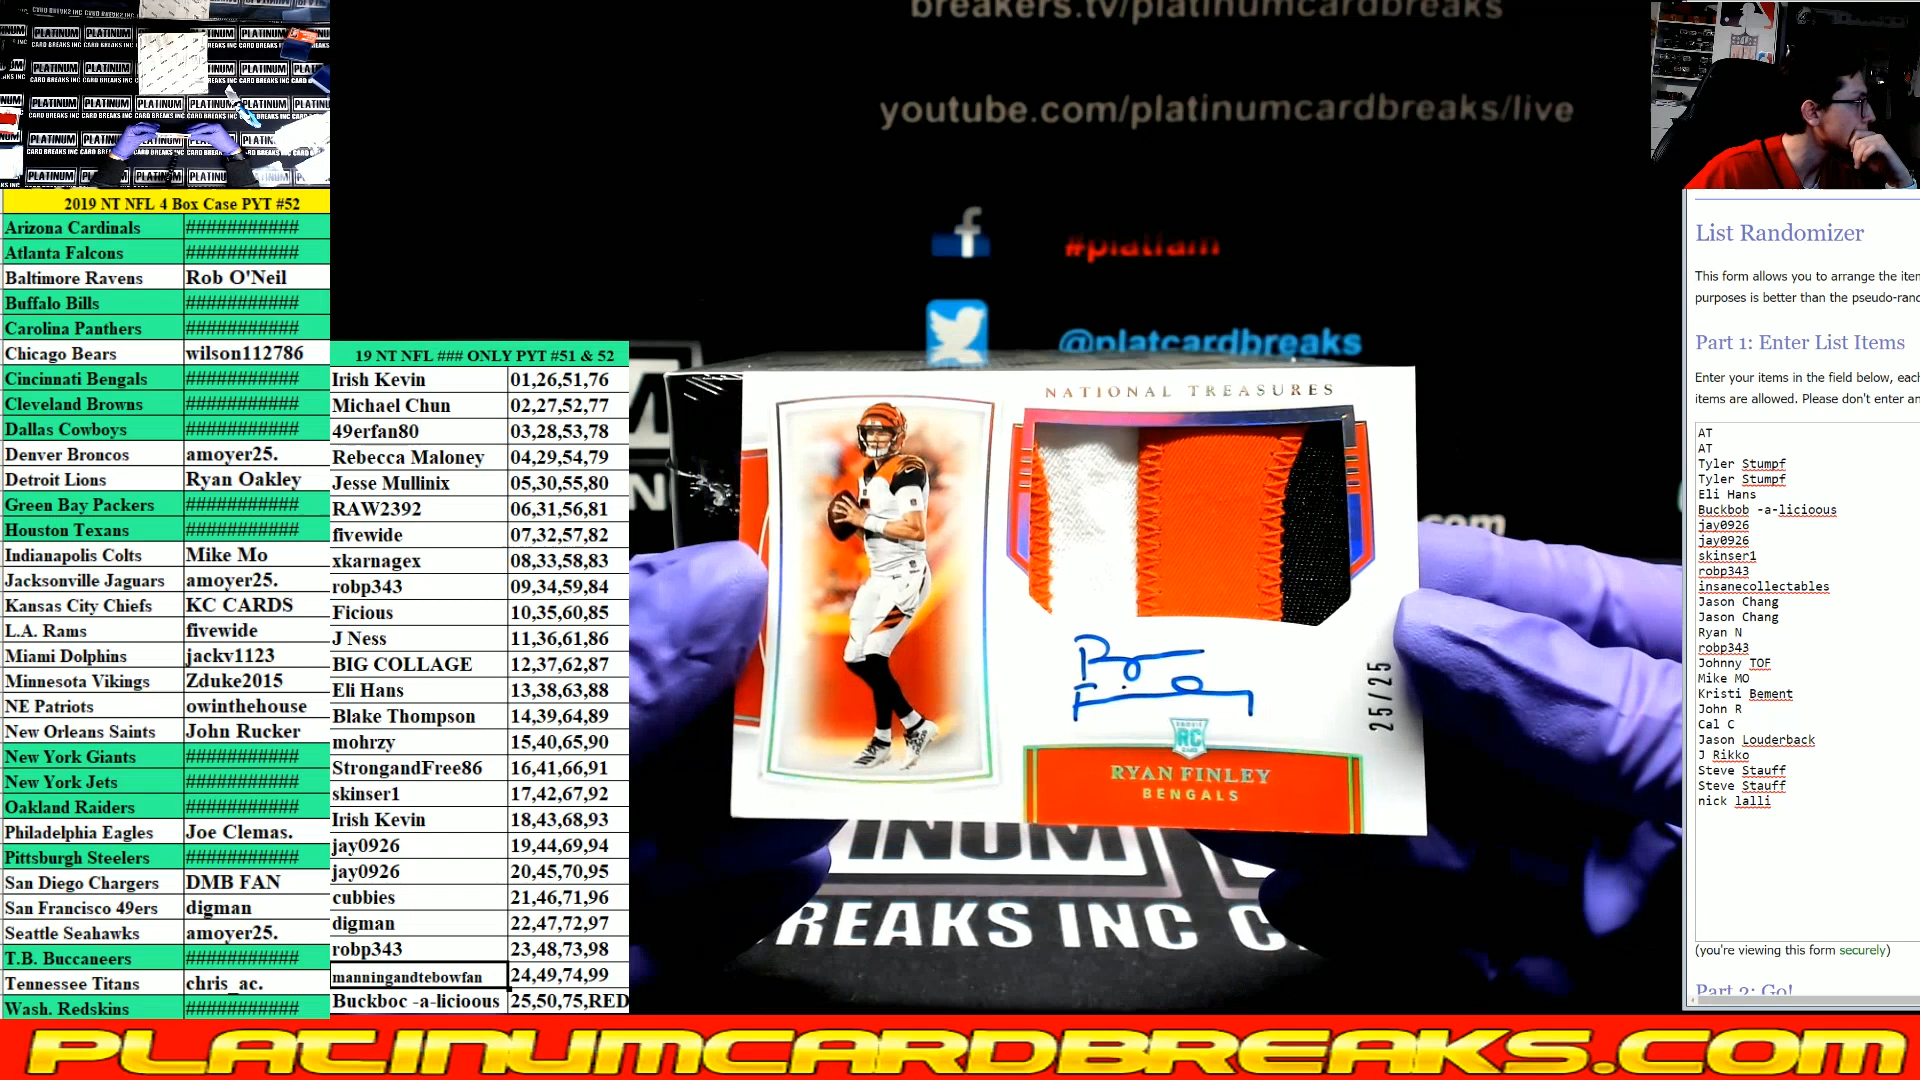 breakers.tv/platinumcardbreaks
youtube.com/platinumcardbreaks/live
@platcardbreaks
2019 NT NFL 4 Box Case PYT #52
Arizona Cardinals ############
Atlanta Falcons ############
Baltimore Ravens Rob O'Neil
Buffalo Bills ############
Carolina Panthers ############
Chicago Bears wilson112786
Cincinnati Bengals ############
Cleveland Browns ############
Dallas Cowboys ############
Denver Broncos amoyer25.
Detroit Lions Ryan Oakley
Green Bay Packers ############
Houston Texans ############
Indianapolis Colts Mike Mo
Jacksonville Jaguars amoyer25.
Kansas City Chiefs KC CARDS
L.A. Rams fivewide
Miami Dolphins jackv1123
Minnesota Vikings Zduke2015
NE Patriots owinthehouse
New Orleans Saints John Rucker
New York Giants ############
New York Jets ############
Oakland Raiders ############
Philadelphia Eagles Joe Clemas.
Pittsburgh Steelers ############
San Diego Chargers DMB FAN
San Francisco 49ers digman
Seattle Seahawks amoyer25.
T.B. Buccaneers ############
Tennessee Titans chris_ac.
Wash. Redskins ############
19 NT NFL ### ONLY PYT #51 & 52
Irish Kevin 01,26,51,76
Michael Chun 02,27,52,77
49erfan80 03,28,53,78
Rebecca Maloney 04,29,54,79
Jesse Mullinix 05,30,55,80
RAW2392 06,31,56,81
fivewide 07,32,57,82
xkarnagex 08,33,58,83
robp343 09,34,59,84
Ficious 10,35,60,85
J Ness 11,36,61,86
BIG COLLAGE 12,37,62,87
Eli Hans 13,38,63,88
Blake Thompson 14,39,64,89
mohrzy 15,40,65,90
StrongandFree86 16,41,66,91
skinser1 17,42,67,92
Irish Kevin 18,43,68,93
jay0926 19,44,69,94
jay0926 20,45,70,95
cubbies 21,46,71,96
digman 22,47,72,97
robp343 23,48,73,98
manningandtebowfan 24,49,74,99
Buckboc -a-licioous 25,50,75,RED
NATIONAL TREASURES
25/25
RC
RYAN FINLEY
BENGALS
INUM
BREAKS INC C
List Randomizer
This form allows you to arrange the iten
purposes is better than the pseudo-rand
Part 1: Enter List Items
Enter your items in the field below, eac
items are allowed. Please don't enter an
AT
AT
Tyler Stumpf
Tyler Stumpf
Eli Hans
Buckbob -a-licioous
jay0926
jay0926
skinser1
robp343
insanecollectables
Jason Chang
Jason Chang
Ryan N
robp343
Johnny TOF
Mike MO
Kristi Bement
John R
Cal C
Jason Louderback
J Rikko
Steve Stauff
Steve Stauff
nick lalli
(you're viewing this form securely)
Part 2: Go!
PLATINUMCARDBREAKS.COM